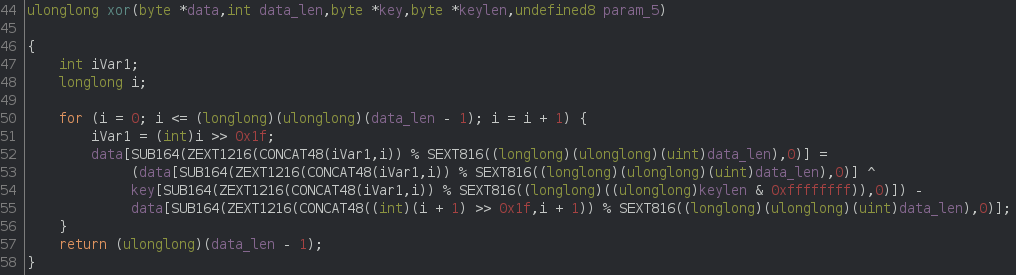 44 ulonglong xor(byte *data,int data_len,byte *key,byte *keylen,undefined8 param_5)
45
46 {
47     int iVar1;
48     longlong i;
49
50     for (i = 0; i <= (longlong)(ulonglong)(data_len - 1); i = i + 1) {
51         iVar1 = (int)i >> 0x1f;
52         data[SUB164(ZEXT1216(CONCAT48(iVar1,i)) % SEXT816((longlong)(ulonglong)(uint)data_len),0)] =
53              (data[SUB164(ZEXT1216(CONCAT48(iVar1,i)) % SEXT816((longlong)(ulonglong)(uint)data_len),0)] ^
54              key[SUB164(ZEXT1216(CONCAT48(iVar1,i)) % SEXT816((longlong)((ulonglong)keylen & 0xffffffff)),0)]) -
55              data[SUB164(ZEXT1216(CONCAT48((int)(i + 1) >> 0x1f,i + 1)) % SEXT816((longlong)(ulonglong)(uint)data_len),0)];
56     }
57     return (ulonglong)(data_len - 1);
58 }